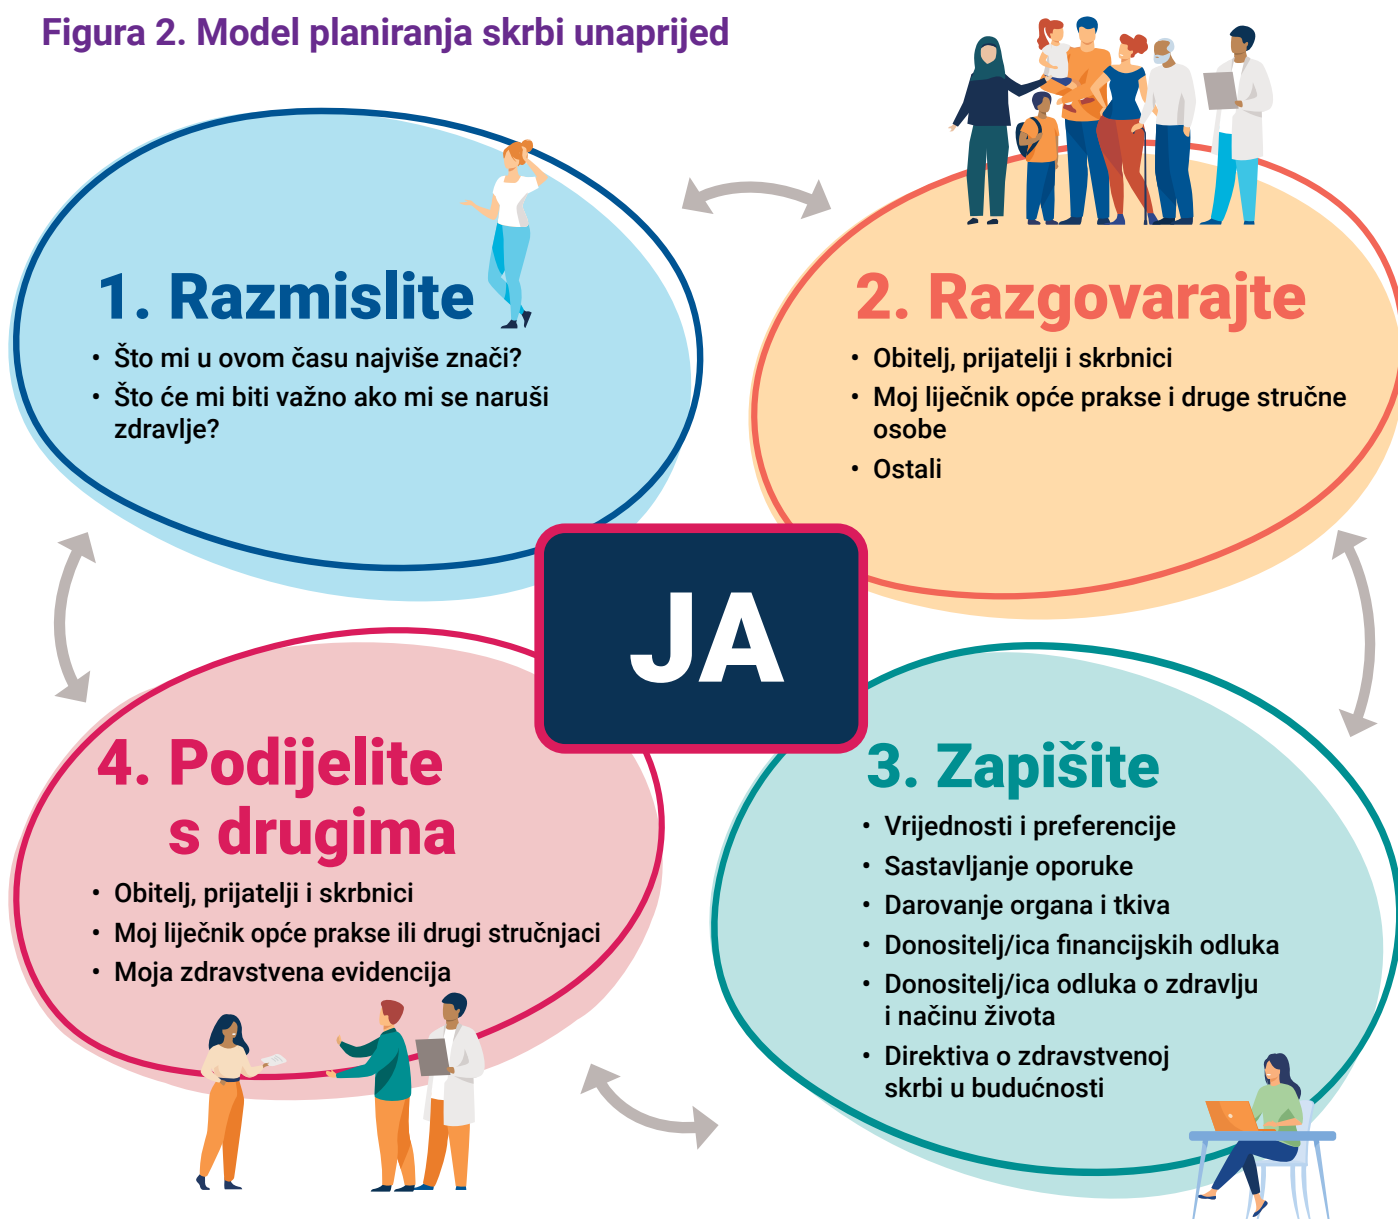 Figura 2. Model planiranja skrbi unaprijed
1. Razmislite
• Što mi u ovom času najviše znači?
• Što će mi biti važno ako mi se naruši
zdravlje?
2. Razgovarajte
• Obitelj, prijatelji i skrbnici
• Moj liječnik opće prakse i druge stručne
osobe
• Ostali
JA
3. Zapišite
• Vrijednosti i preferencije
• Sastavljanje oporuke
• Darovanje organa i tkiva
• Donositelj/ica financijskih odluka
• Donositelj/ica odluka o zdravlju
i načinu života
• Direktiva o zdravstvenoj
skrbi u budućnosti
4. Podijelite
s drugima
• Obitelj, prijatelji i skrbnici
• Moj liječnik opće prakse ili drugi stručnjaci
• Moja zdravstvena evidencija